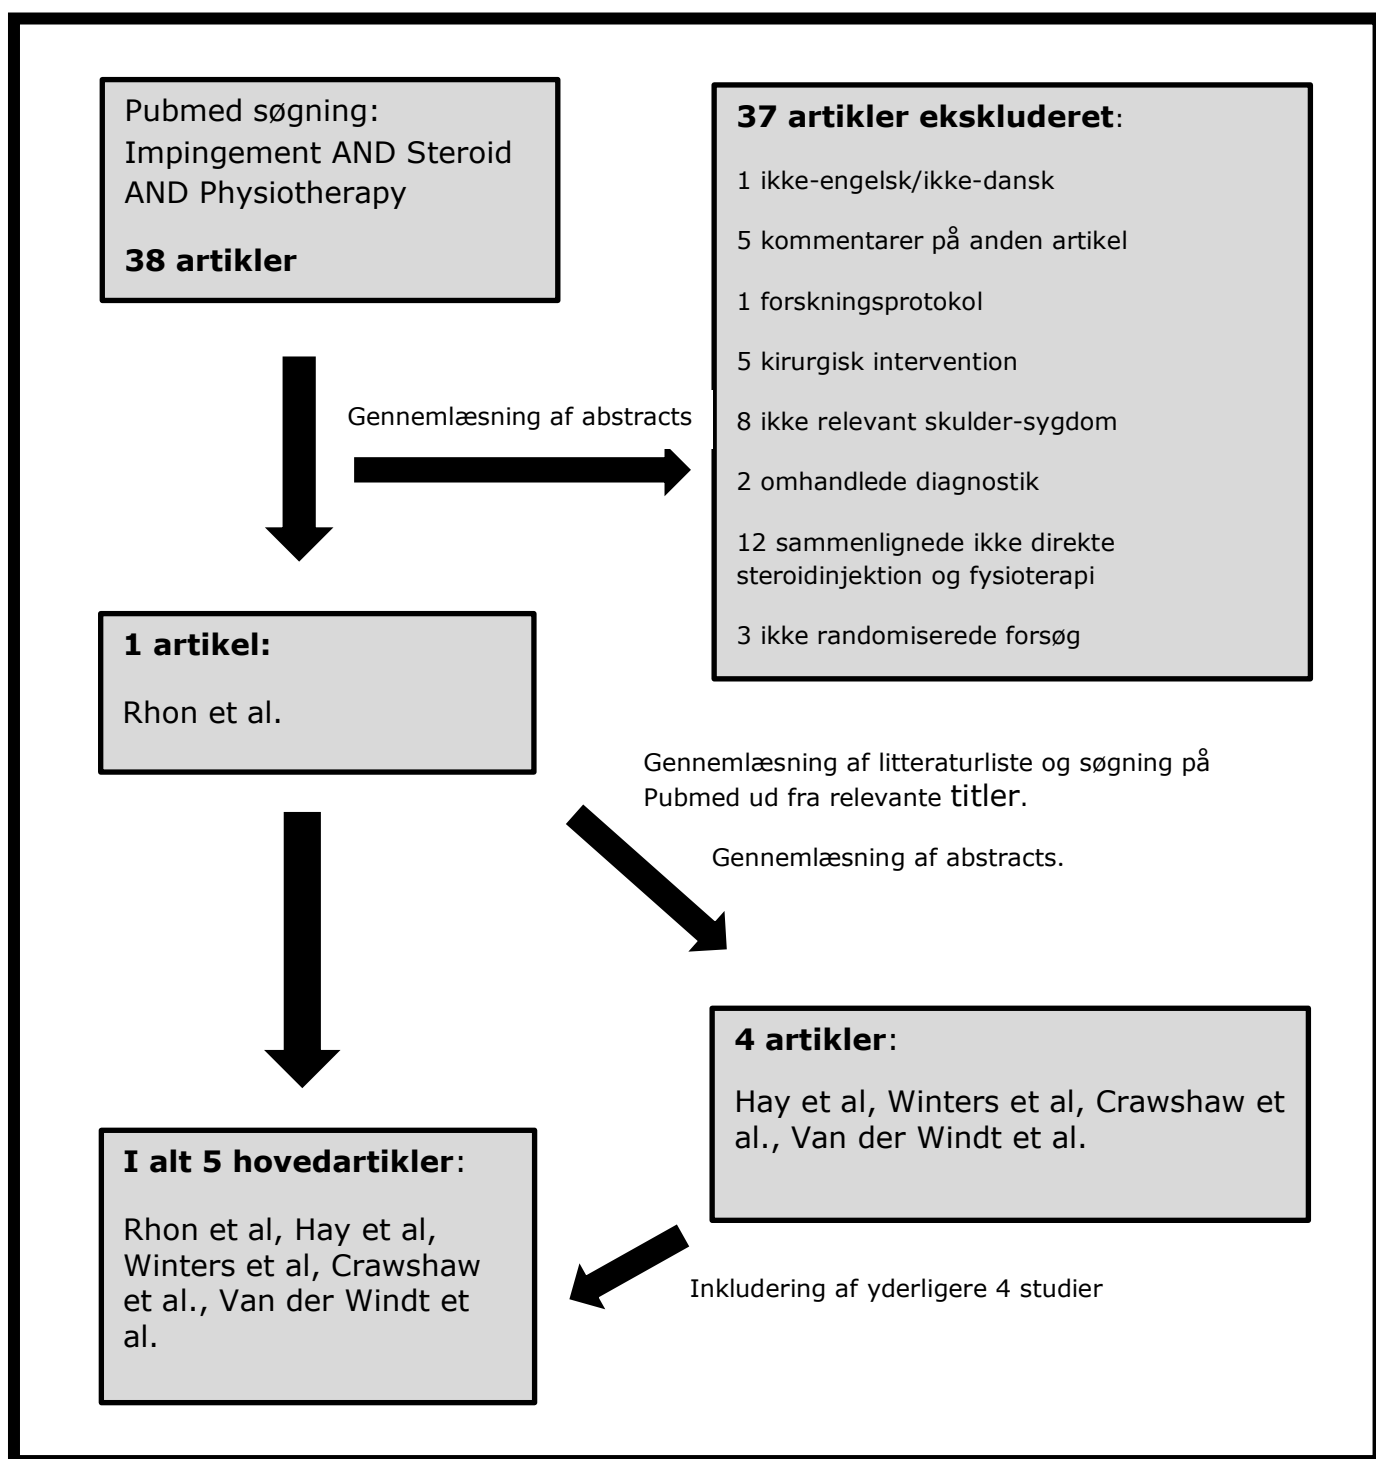 Pubmed søgning:
Impingement AND Steroid
AND Physiotherapy
38 artikler
37 artikler ekskluderet:
1 ikke-engelsk/ikke-dansk
5 kommentarer på anden artikel
1 forskningsprotokol
5 kirurgisk intervention
8 ikke relevant skulder-sygdom
2 omhandlede diagnostik
12 sammenlignede ikke direkte
steroidinjektion og fysioterapi
3 ikke randomiserede forsøg
Gennemlæsning af abstracts
1 artikel:
Rhon et al.
Gennemlæsning af litteraturliste og søgning på
Pubmed ud fra relevante titler.
Gennemlæsning af abstracts.
4 artikler:
Hay et al, Winters et al, Crawshaw et
al., Van der Windt et al.
Inkludering af yderligere 4 studier
I alt 5 hovedartikler:
Rhon et al, Hay et al,
Winters et al, Crawshaw
et al., Van der Windt et
al.